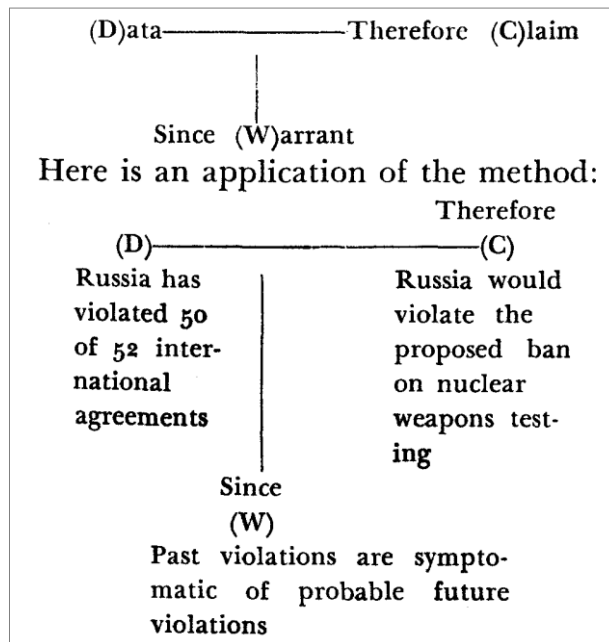 (D)ata Therefore (C)laim
Since (W)arrant
Here is an application of the method:
Therefore
(D) (C)
Russia has
violated 50
of 52 inter-
national
agreements
Russia would
violate the
proposed ban
on nuclear
weapons test-
ing
Since
(W)
Past violations are sympto-
matic of probable future
violations